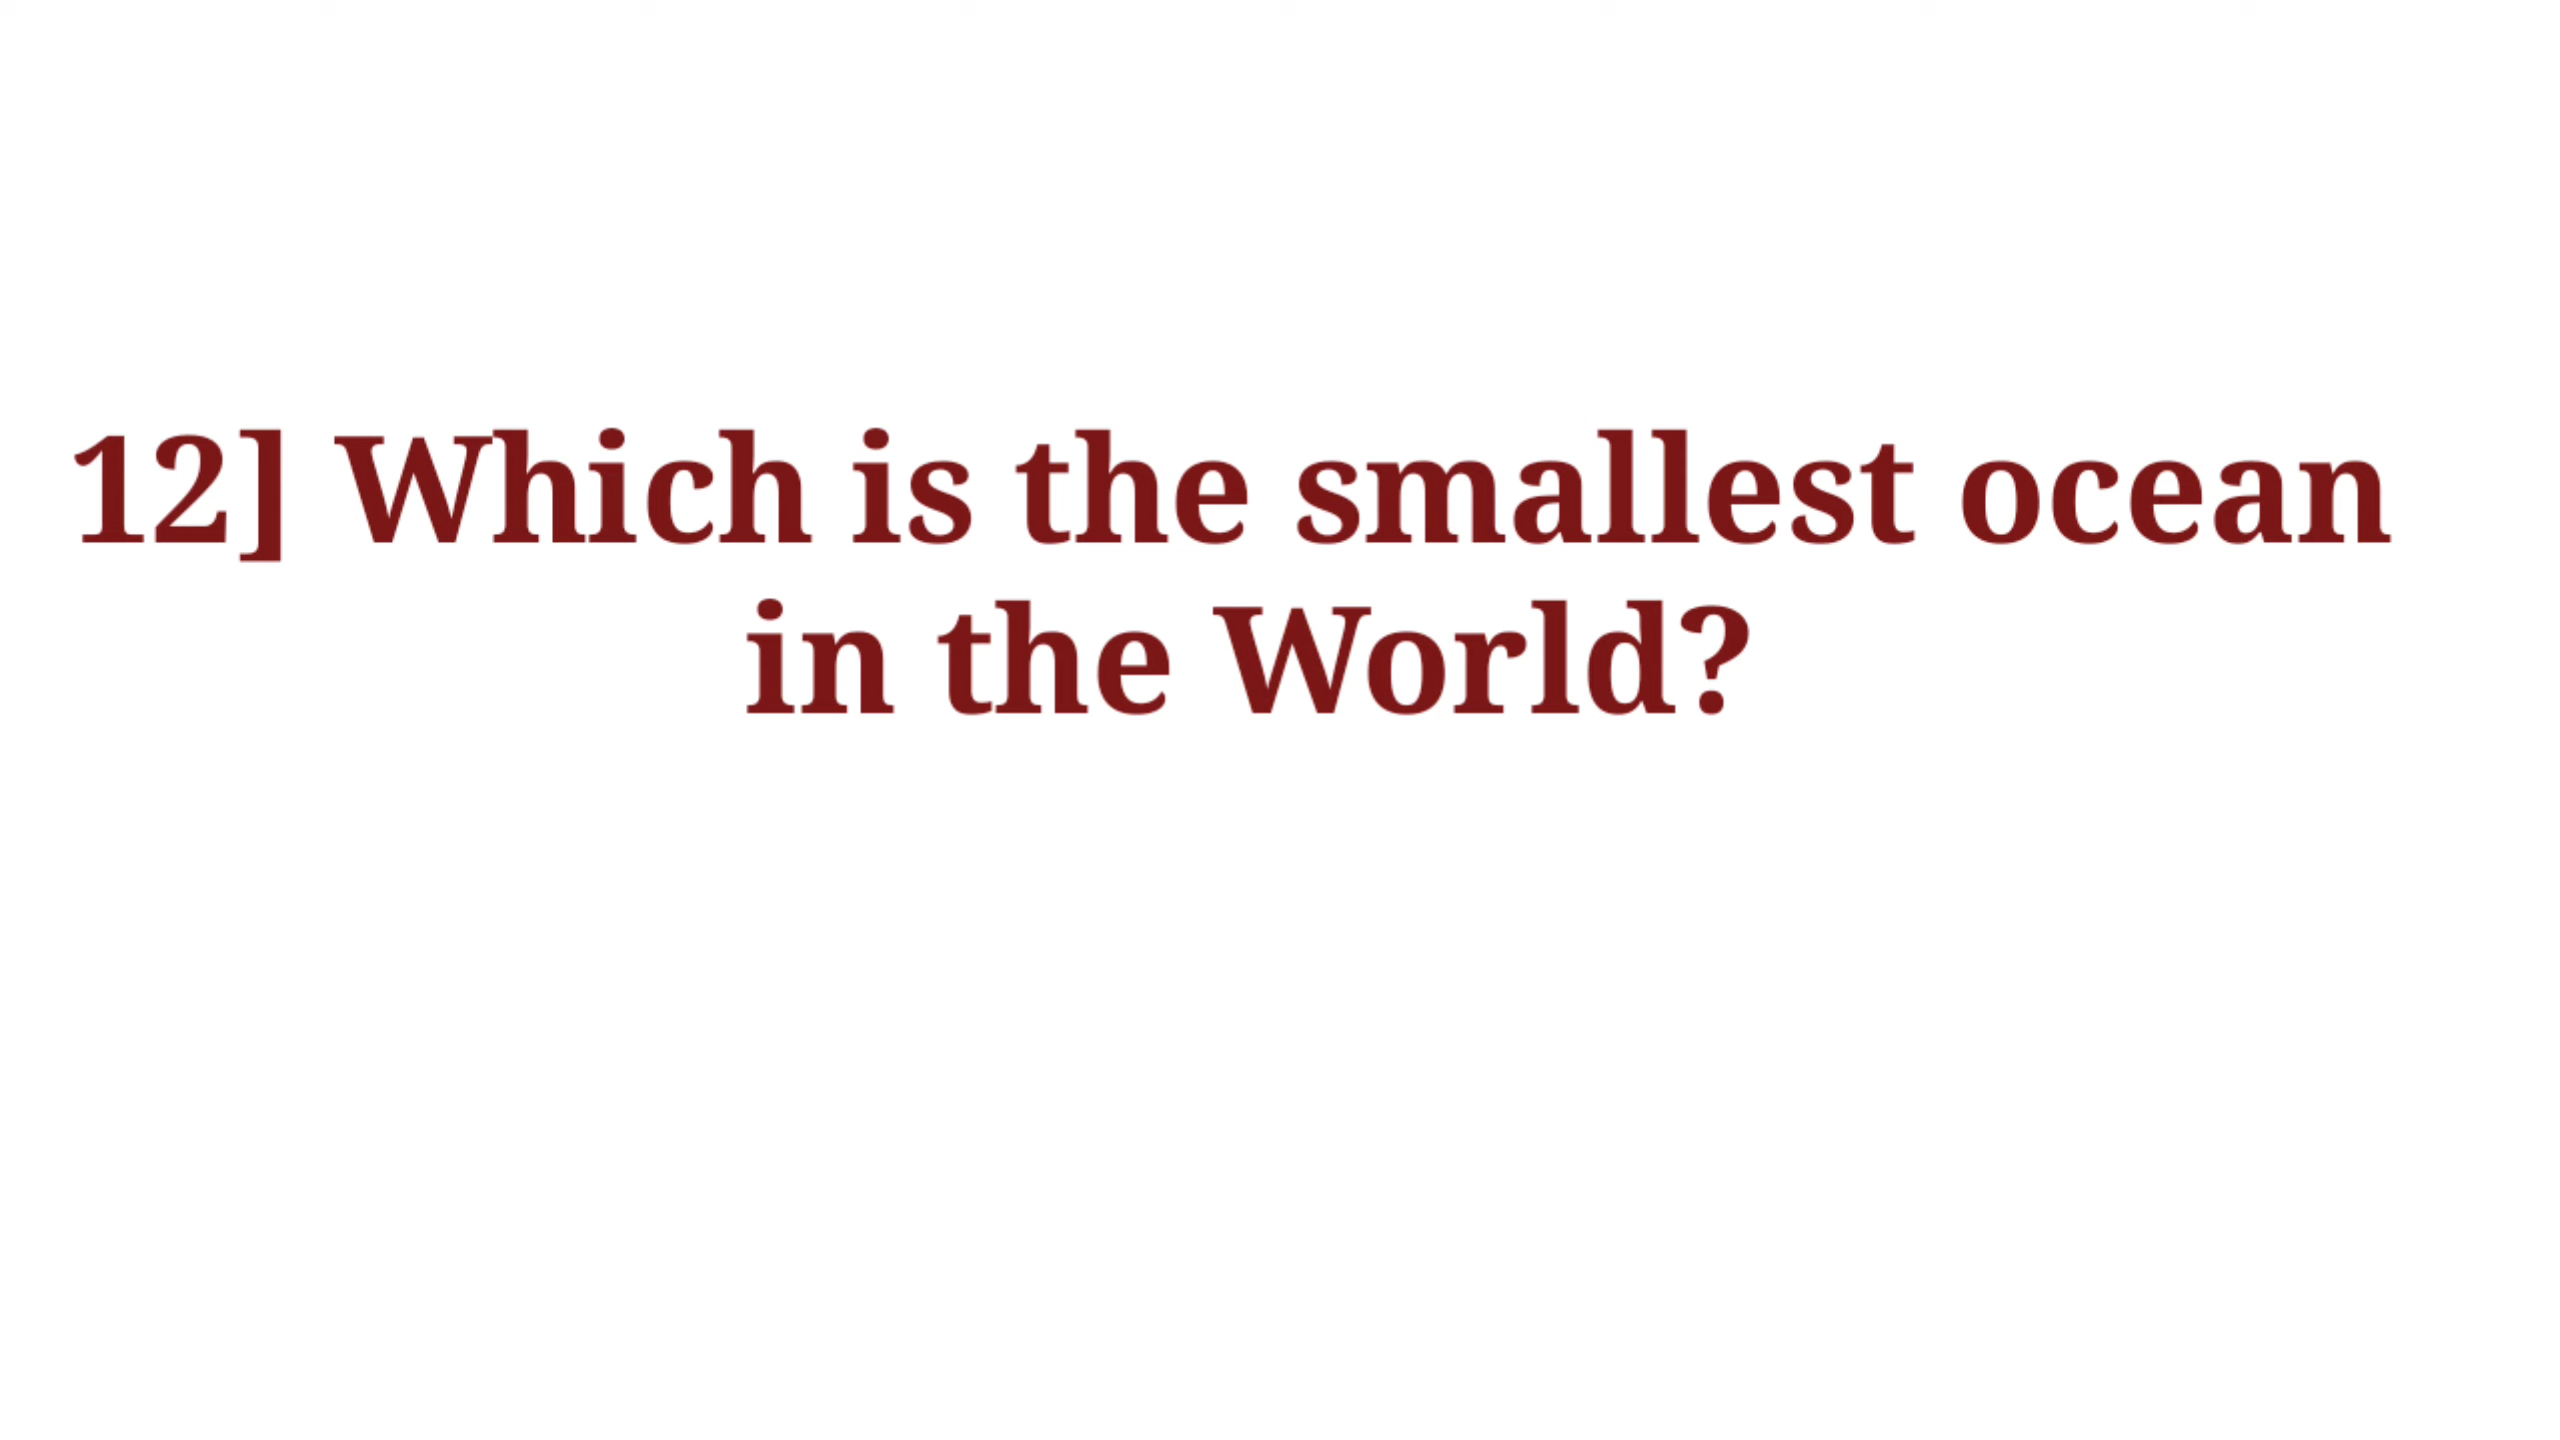 12] Which is the smallest ocean
in the World?